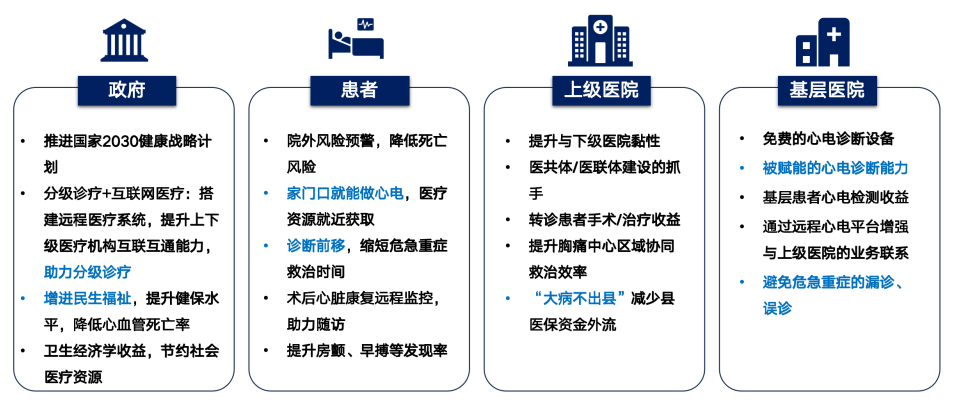 政府
• 推进国家2030健康战略计
划
• 分级诊疗+互联网医疗：搭
建远程医疗系统，提升上下
级医疗机构互联互通能力，
助力分级诊疗
• 增进民生福祉，提升健保水
平，降低心血管死亡率
• 卫生经济学收益，节约社会
医疗资源
患者
• 院外风险预警，降低死亡
风险
• 家门口就能做心电，医疗
资源就近获取
• 诊断前移，缩短危急重症
救治时间
• 术后心脏康复远程监控，
助力随访
• 提升房颤、早搏等发现率
上级医院
• 提升与下级医院黏性
• 医共体/医联体建设的抓
手
• 转诊患者手术/治疗收益
• 提升胸痛中心区域协同
救治效率
• “大病不出县”减少县
医保资金外流
基层医院
• 免费的心电诊断设备
• 被赋能的心电诊断能力
• 基层患者心电检测收益
• 通过远程心电平台增强
与上级医院的业务联系
• 避免危急重症的漏诊、
误诊